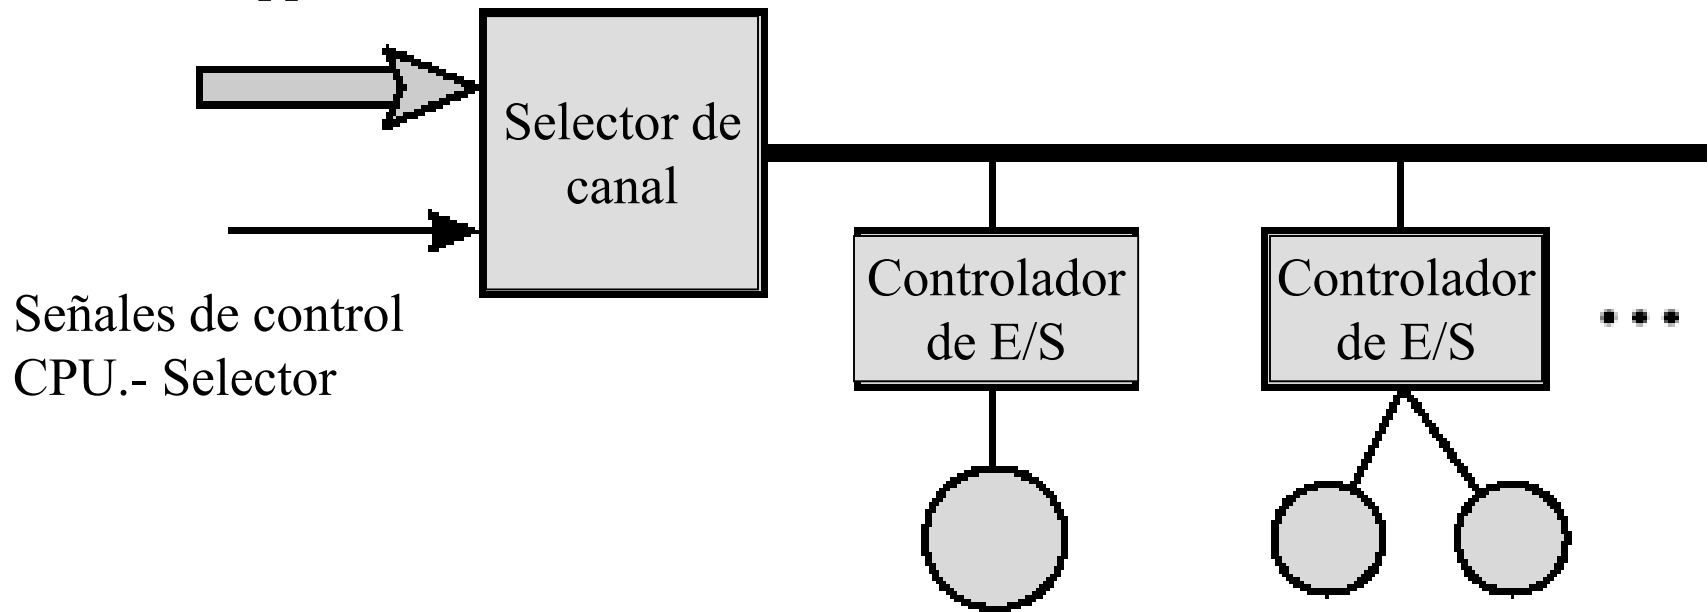 Selector de
canal
Señales de control
CPU.- Selector
Controlador
de E/S
Controlador
de E/S
...